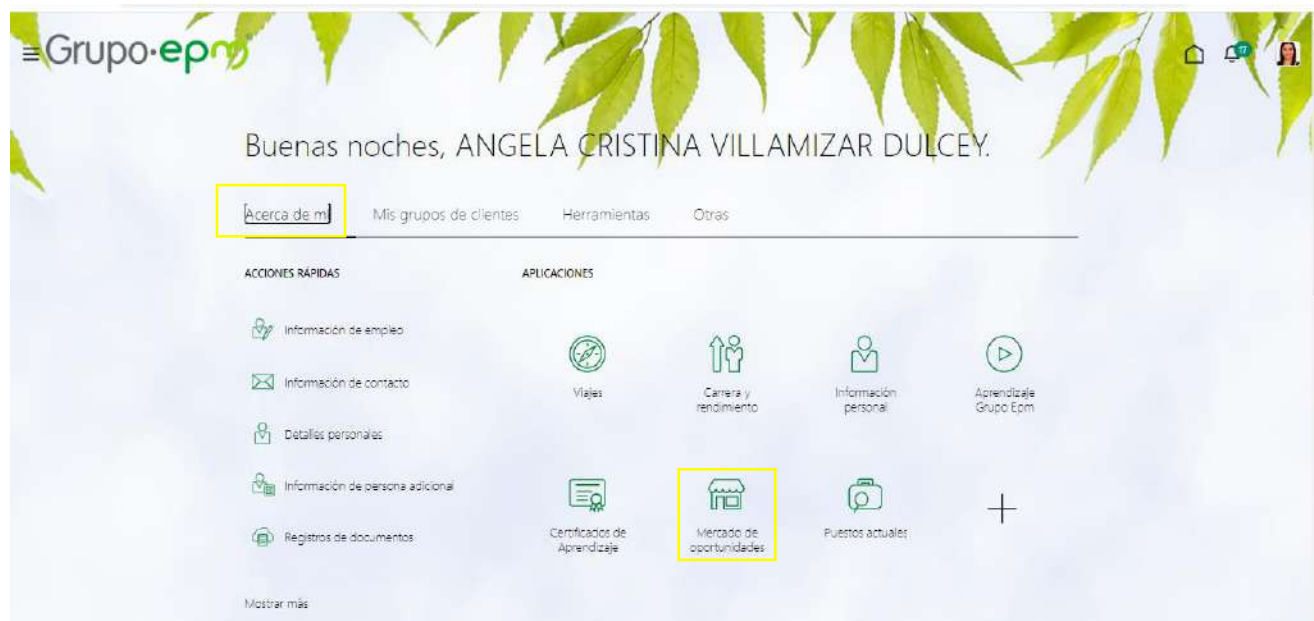 Grupo·epm
17
Buenas noches, ANGELA CRISTINA VILLAMIZAR DULCEY.
Acerca de mí
Mis grupos de clientes
Herramientas
Otras
ACCIONES RÁPIDAS
APLICACIONES
Información de empleo
Información de contacto
Detalles personales
Información de persona adicional
Registros de documentos
Mostrar más
Viajes
Carrera y
rendimiento
Información
personal
Aprendizaje
Grupo Epm
Certificados de
Aprendizaje
Mercado de
oportunidades
Puestos actuales